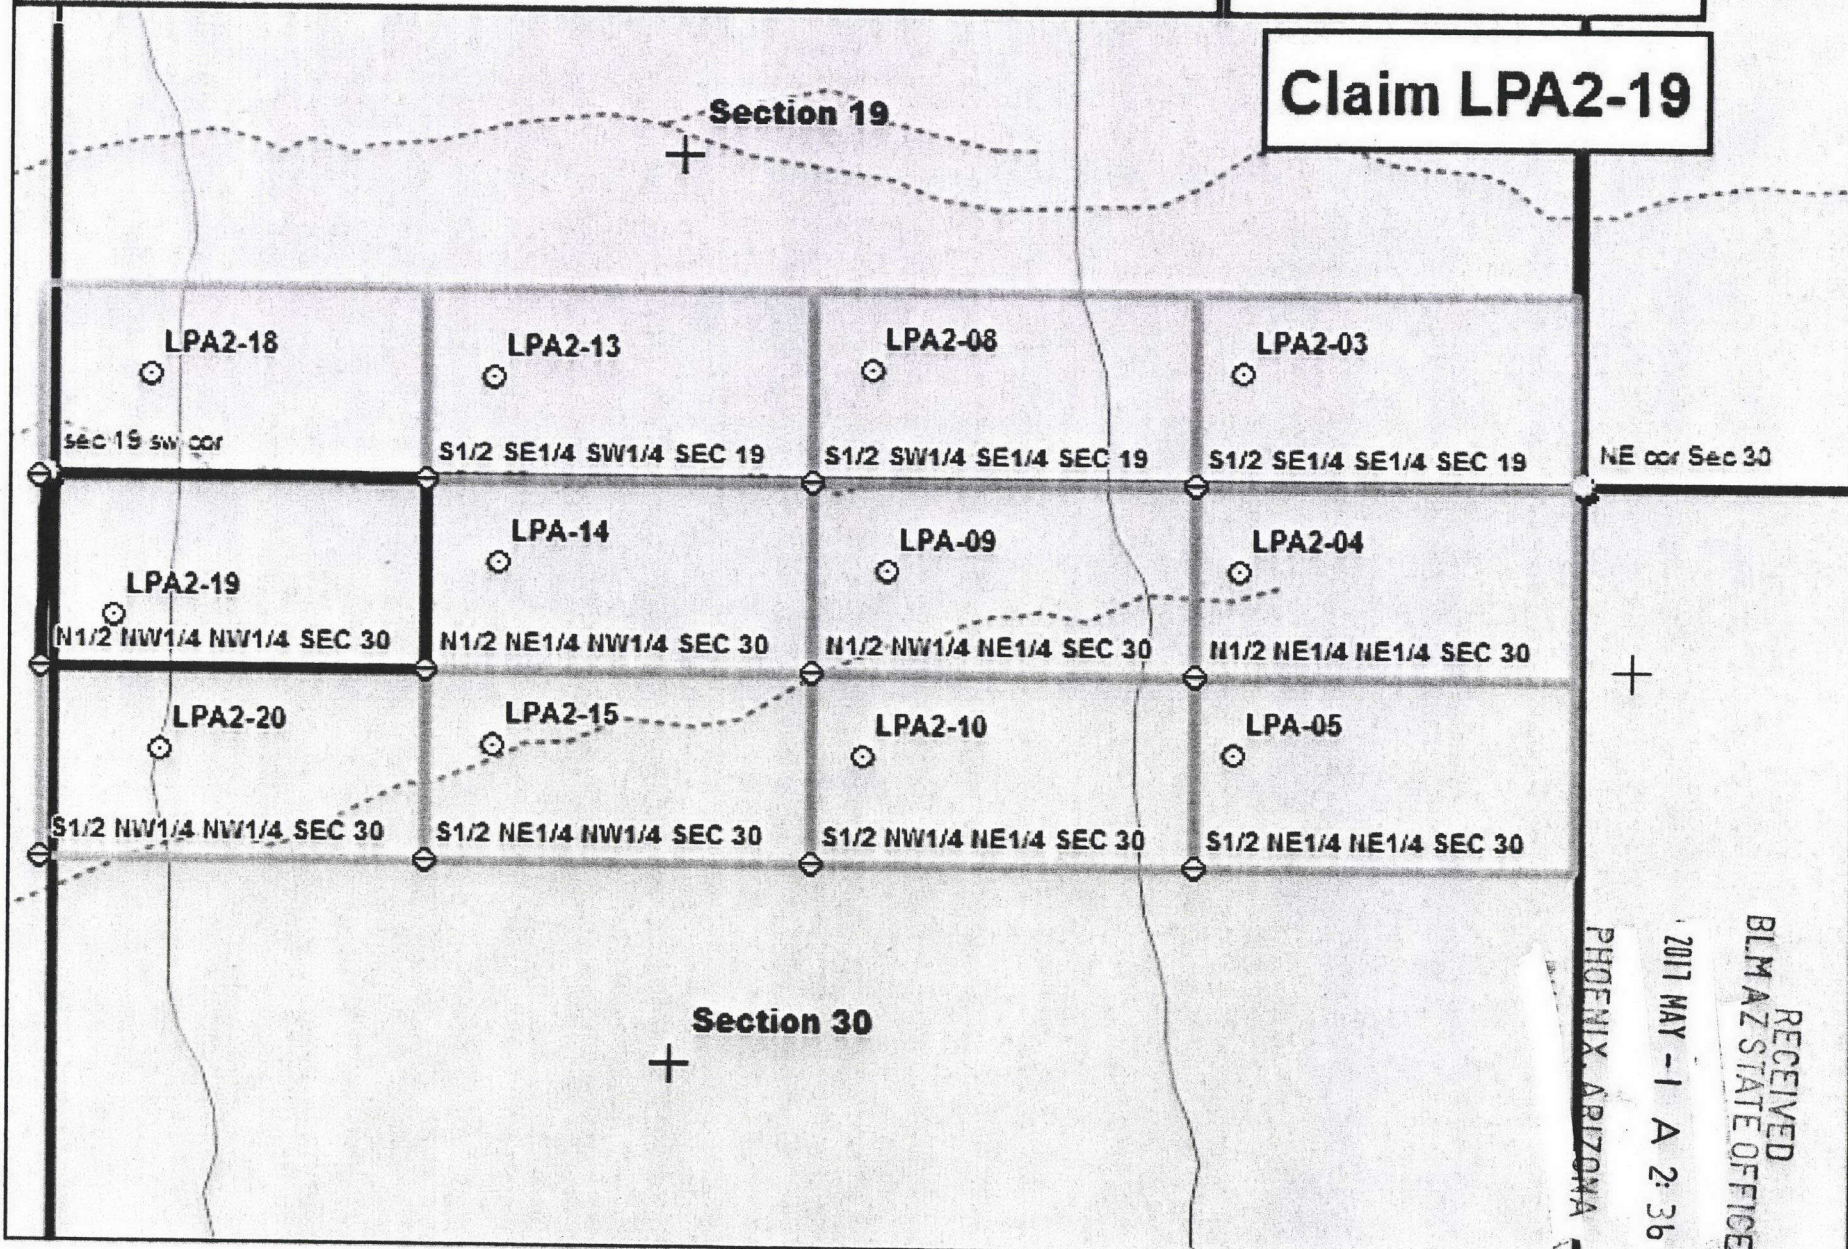 Claim LPA2-19
Section 19
LPA2-18
LPA2-13
LPA2-08
LPA2-03
sec 19 sw cor
S1/2 SE1/4 SW1/4 SEC 19
S1/2 SW1/4 SE1/4 SEC 19
S1/2 SE1/4 SE1/4 SEC 19
NE cor Sec 30
LPA-14
LPA-09
LPA2-04
LPA2-19
N1/2 NW1/4 NW1/4 SEC 30
N1/2 NE1/4 NW1/4 SEC 30
N1/2 NW1/4 NE1/4 SEC 30
N1/2 NE1/4 NE1/4 SEC 30
LPA2-20
LPA2-15
LPA2-10
LPA-05
S1/2 NW1/4 NW1/4 SEC 30
S1/2 NE1/4 NW1/4 SEC 30
S1/2 NW1/4 NE1/4 SEC 30
S1/2 NE1/4 NE1/4 SEC 30
Section 30
RECEIVED
BLM AZ STATE OFFICE
2017 MAY -1 A 2:36
PHOENIX, ARIZONA